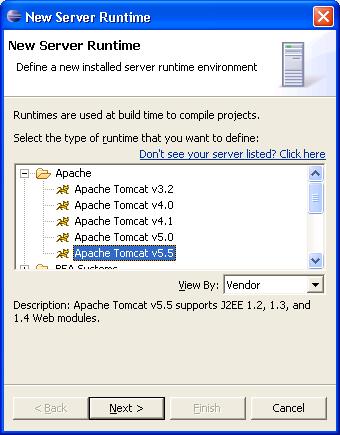 New Server Runtime
New Server Runtime
Define a new installed server runtime environment
Runtimes are used at build time to compile projects.
Select the type of runtime that you want to define:
Don't see your server listed? Click here
Apache
Apache Tomcat v3.2
Apache Tomcat v4.0
Apache Tomcat v4.1
Apache Tomcat v5.0
Apache Tomcat v5.5
BEA Systems
View By: Vendor
Description: Apache Tomcat v5.5 supports J2EE 1.2, 1.3, and
1.4 Web modules.
< Back Next > Finish Cancel